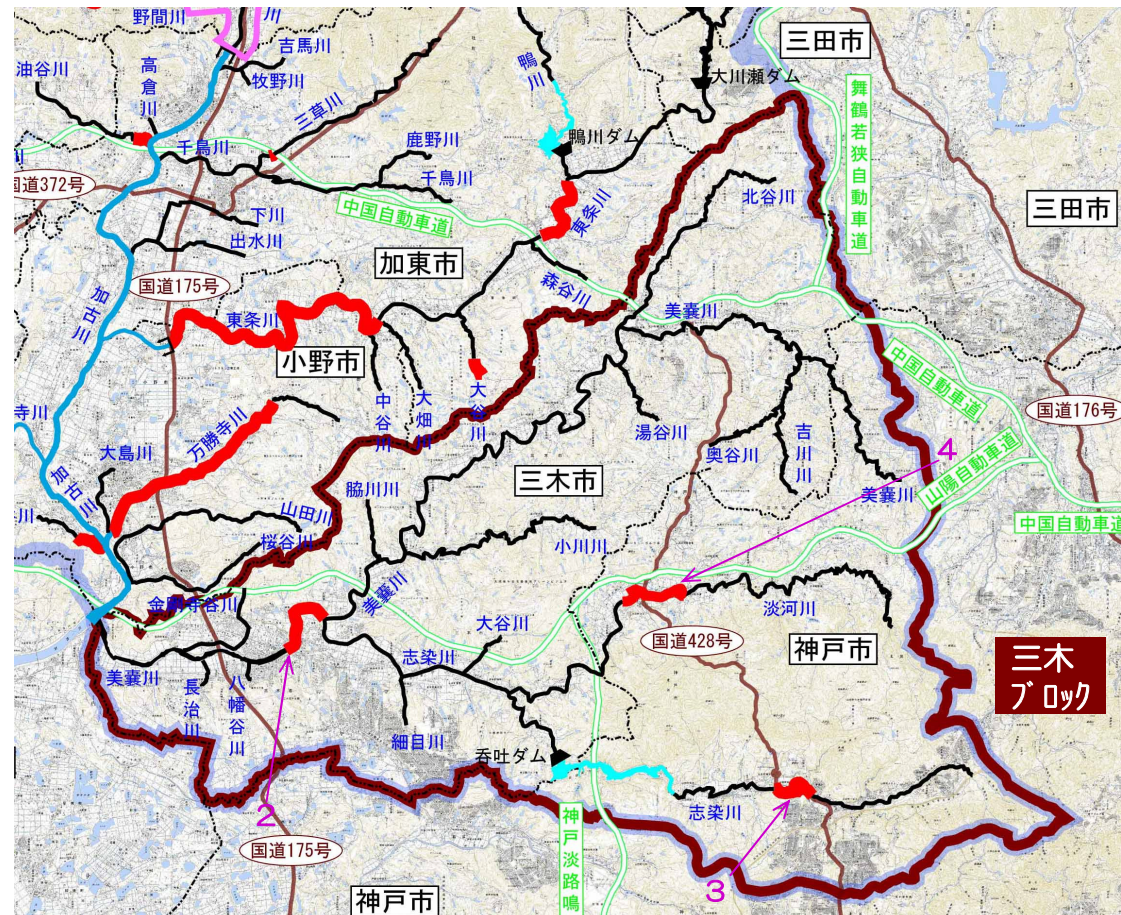 野間川
川
吉馬川
三田市
油谷川
高倉川
牧野川
鴨川
大川瀬ダム
三草川
舞鶴若狭自動車道
鹿野川
鴨川ダム
千鳥川
川
国道372号
千鳥川
北谷川
中国自動車道
東条川
三田市
下川
出水川
加東市
国道175号
森谷川
加古川
東条川
美嚢川
小野市
中国自動車道
国道176号
寺川
万勝寺川
中谷川
大畑川
大谷川
湯谷川
奥谷川
吉川川
4
大島川
加古川
三木市
山陽自動車道
美嚢川
脇川川
山田川
川
桜谷川
小川川
中国自動車道
美嚢川
淡河川
大谷川
国道428号
神戸市
三木
ブロック
美嚢川
長治川
八幡谷川
志染川
細目川
呑吐ダム
2
志染川
国道175号
神戸淡路鳴
3
神戸市